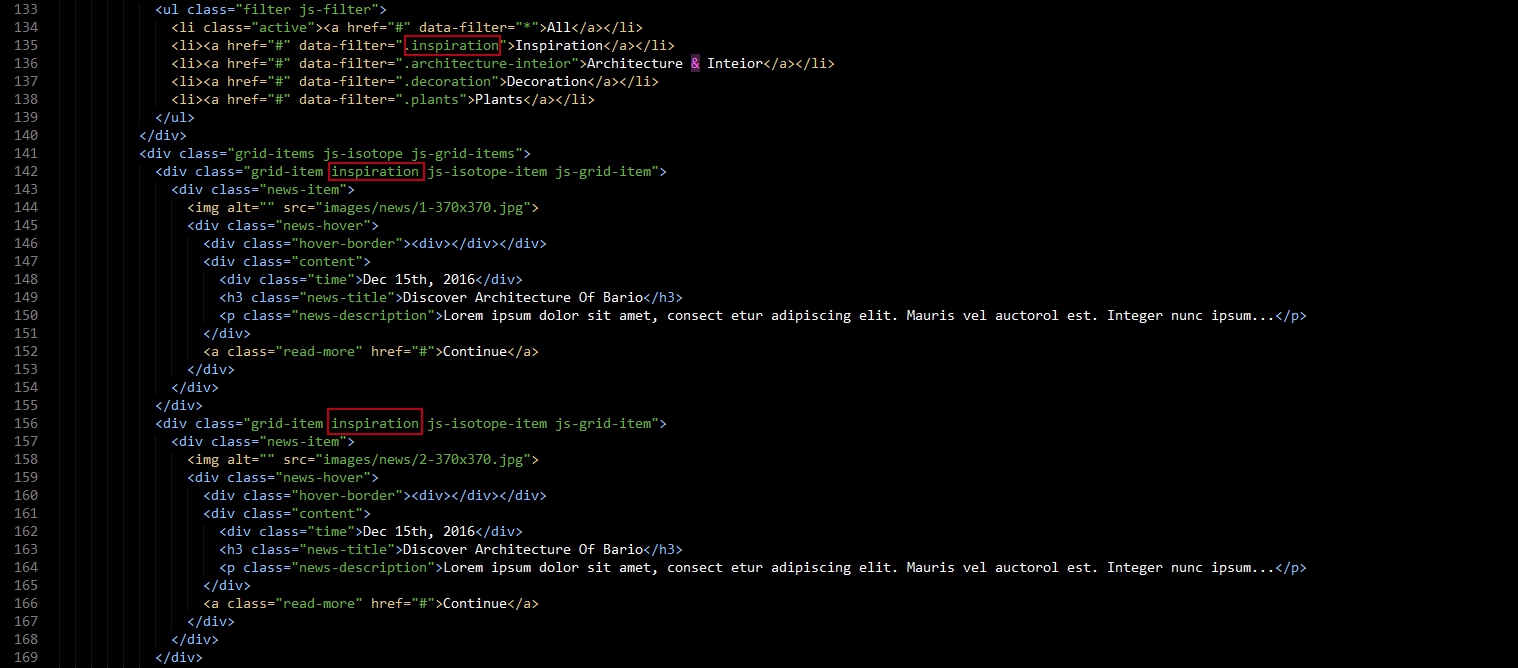 133 <ul class="filter js-filter">
134 <li class="active"><a href="#" data-filter="*">All</a></li>
135 <li><a href="#" data-filter=".inspiration">Inspiration</a></li>
136 <li><a href="#" data-filter=".architecture-inteior">Architecture & Inteior</a></li>
137 <li><a href="#" data-filter=".decoration">Decoration</a></li>
138 <li><a href="#" data-filter=".plants">Plants</a></li>
139 </ul>
140 </div>
141 <div class="grid-items js-isotope js-grid-items">
142 <div class="grid-item inspiration js-isotope-item js-grid-item">
143 <div class="news-item">
144 <img alt="" src="images/news/1-370x370.jpg">
145 <div class="news-hover">
146 <div class="hover-border"><div></div></div>
147 <div class="content">
148 <div class="time">Dec 15th, 2016</div>
149 <h3 class="news-title">Discover Architecture Of Bario</h3>
150 <p class="news-description">Lorem ipsum dolor sit amet, consect etur adipiscing elit. Mauris vel auctorol est. Integer nunc ipsum...</p>
151 </div>
152 <a class="read-more" href="#">Continue</a>
153 </div>
154 </div>
155 </div>
156 <div class="grid-item inspiration js-isotope-item js-grid-item">
157 <div class="news-item">
158 <img alt="" src="images/news/2-370x370.jpg">
159 <div class="news-hover">
160 <div class="hover-border"><div></div></div>
161 <div class="content">
162 <div class="time">Dec 15th, 2016</div>
163 <h3 class="news-title">Discover Architecture Of Bario</h3>
164 <p class="news-description">Lorem ipsum dolor sit amet, consect etur adipiscing elit. Mauris vel auctorol est. Integer nunc ipsum...</p>
165 </div>
166 <a class="read-more" href="#">Continue</a>
167 </div>
168 </div>
169 </div>